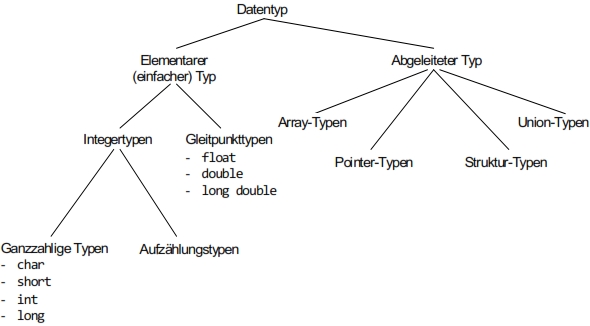 Datentyp
Elementarer
(einfacher) Typ
Abgeleiteter Typ
Integertypen
Gleitpunkttypen
- float
- double
- long double
Array-Typen
Pointer-Typen
Struktur-Typen
Union-Typen
Ganzzahlige Typen
- char
- short
- int
- long
Aufzählungstypen